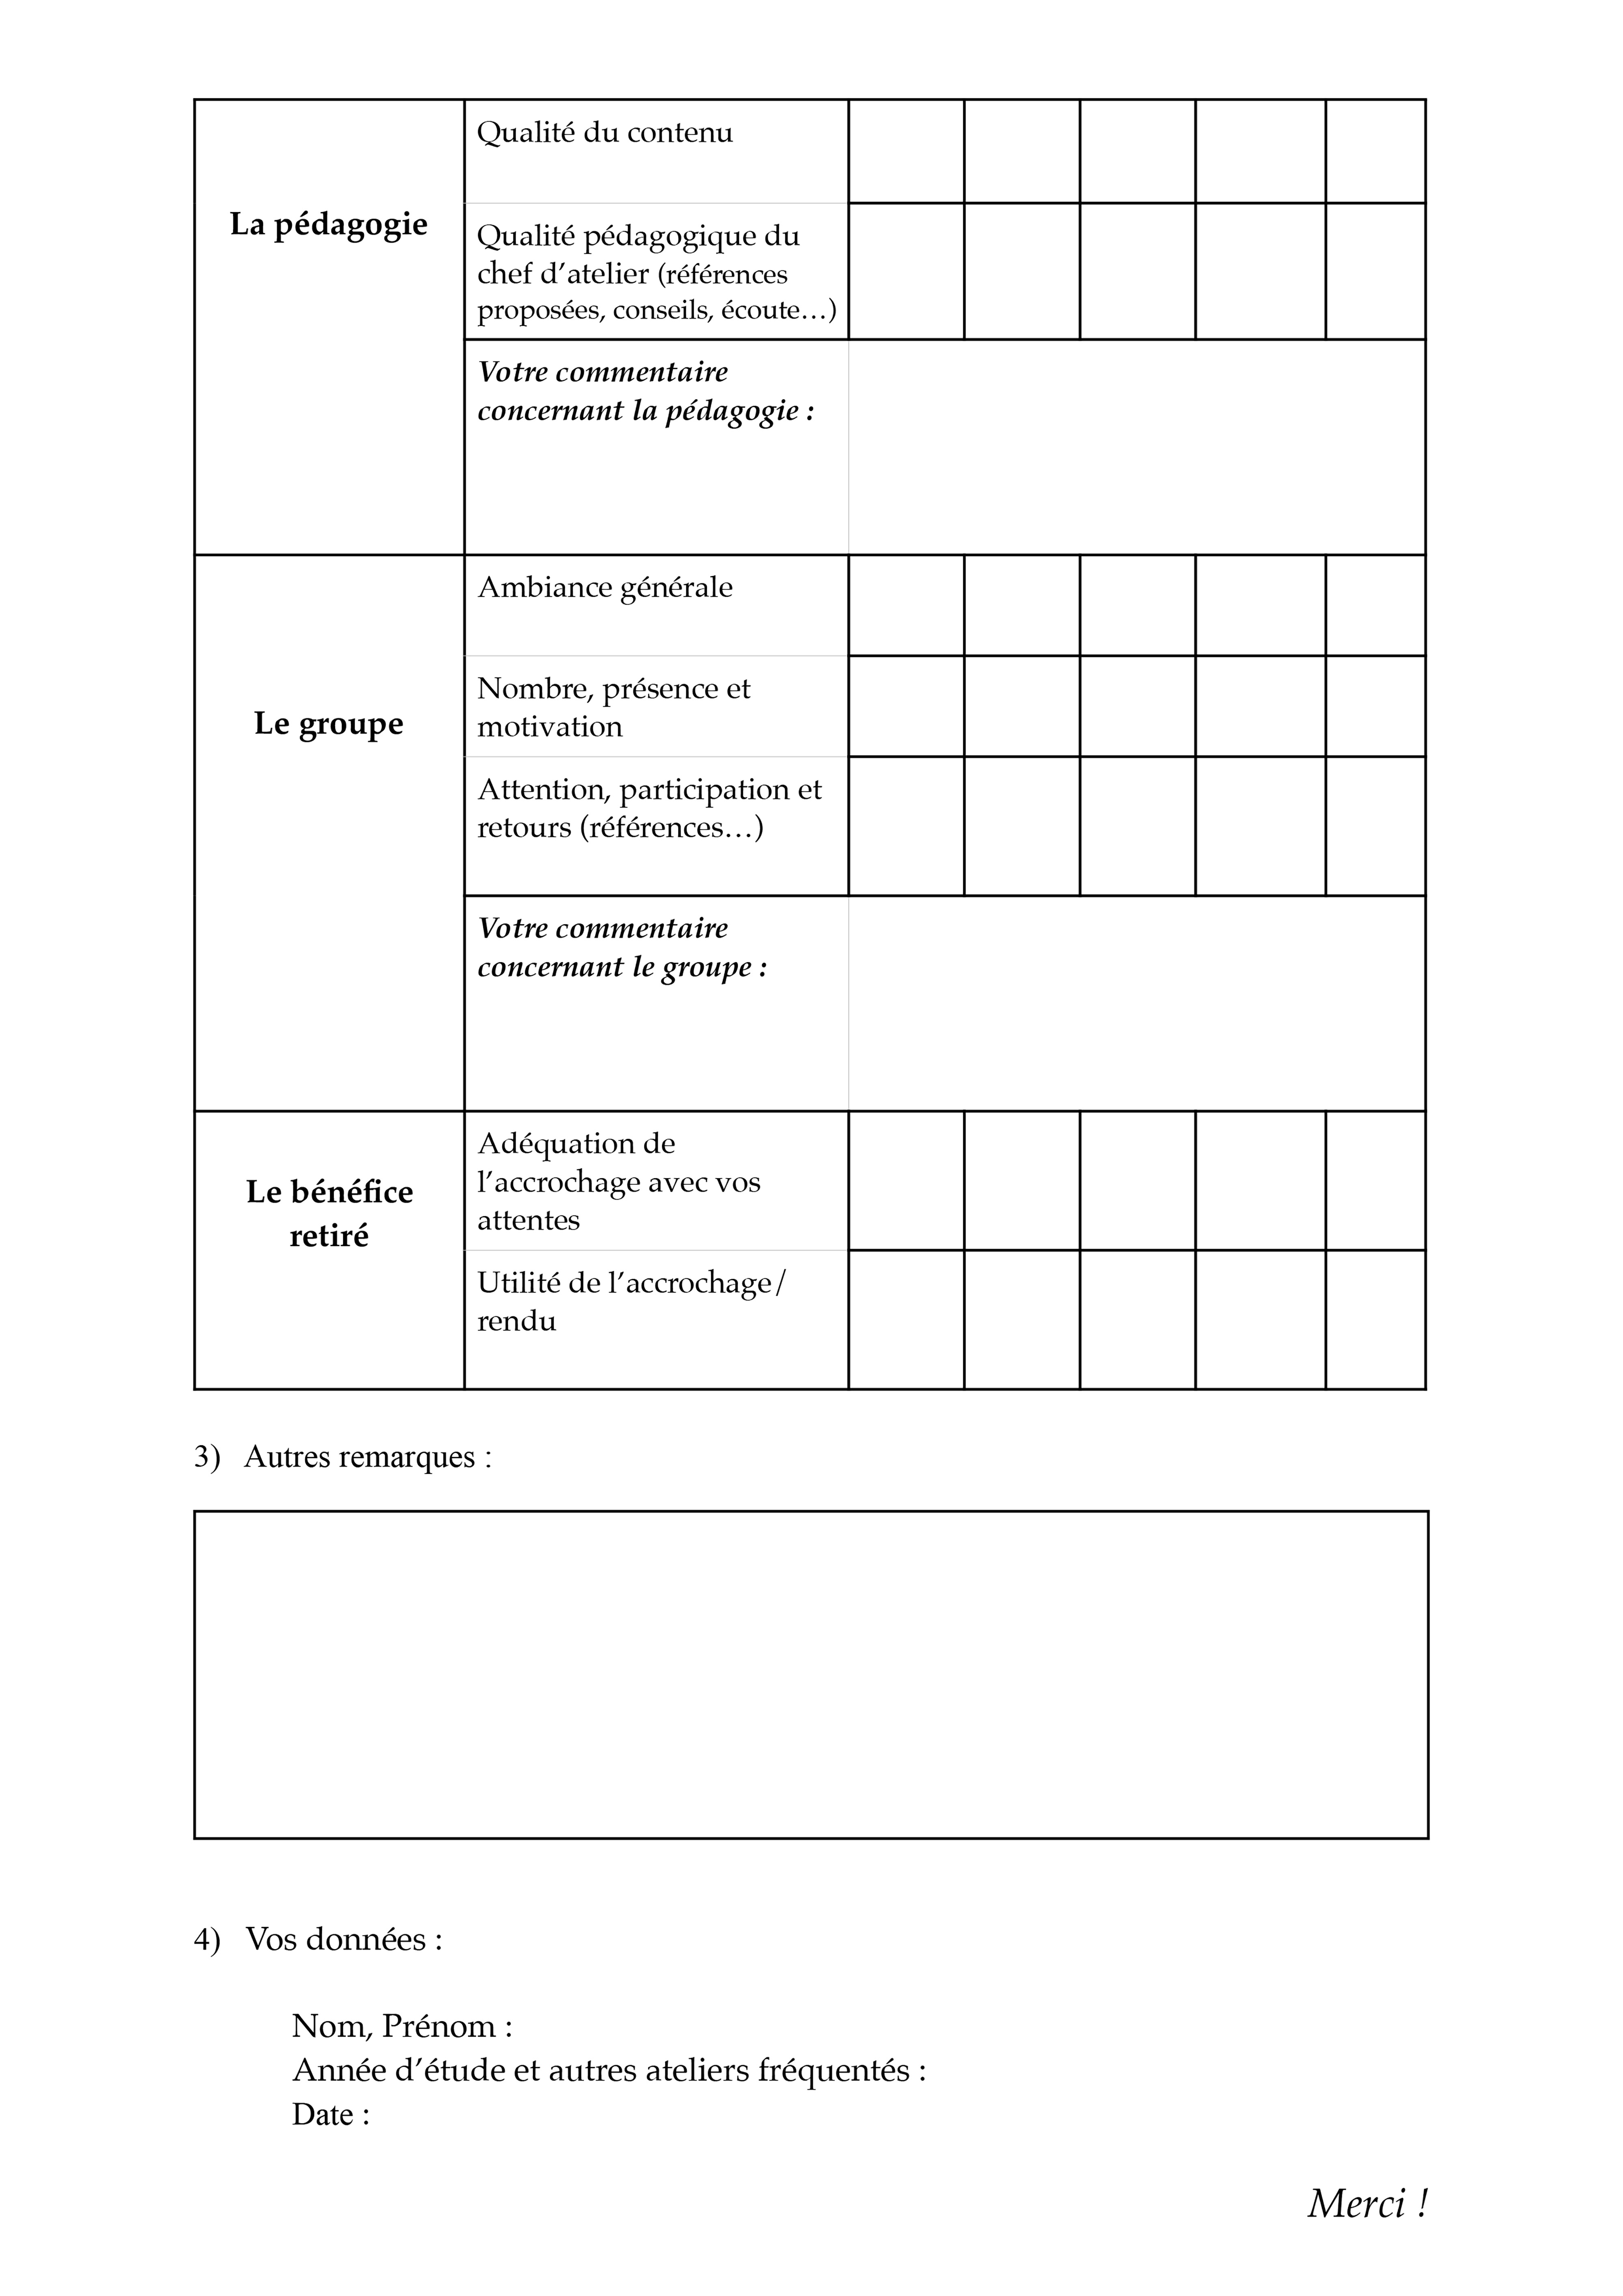 Qualité du contenu
La pédagogie
Qualité pédagogique du
chef d’atelier (références
proposées, conseils, écoute…)
Votre commentaire
concernant la pédagogie :
Ambiance générale
Nombre, présence et
motivation
Le groupe
Attention, participation et
retours (références…)
Votre commentaire
concernant le groupe :
Adéquation de
l’accrochage avec vos
attentes
Le bénéfice
retiré
Utilité de l’accrochage/
rendu
3) Autres remarques :
4) Vos données :
Nom, Prénom :
Année d’étude et autres ateliers fréquentés :
Date :
Merci !